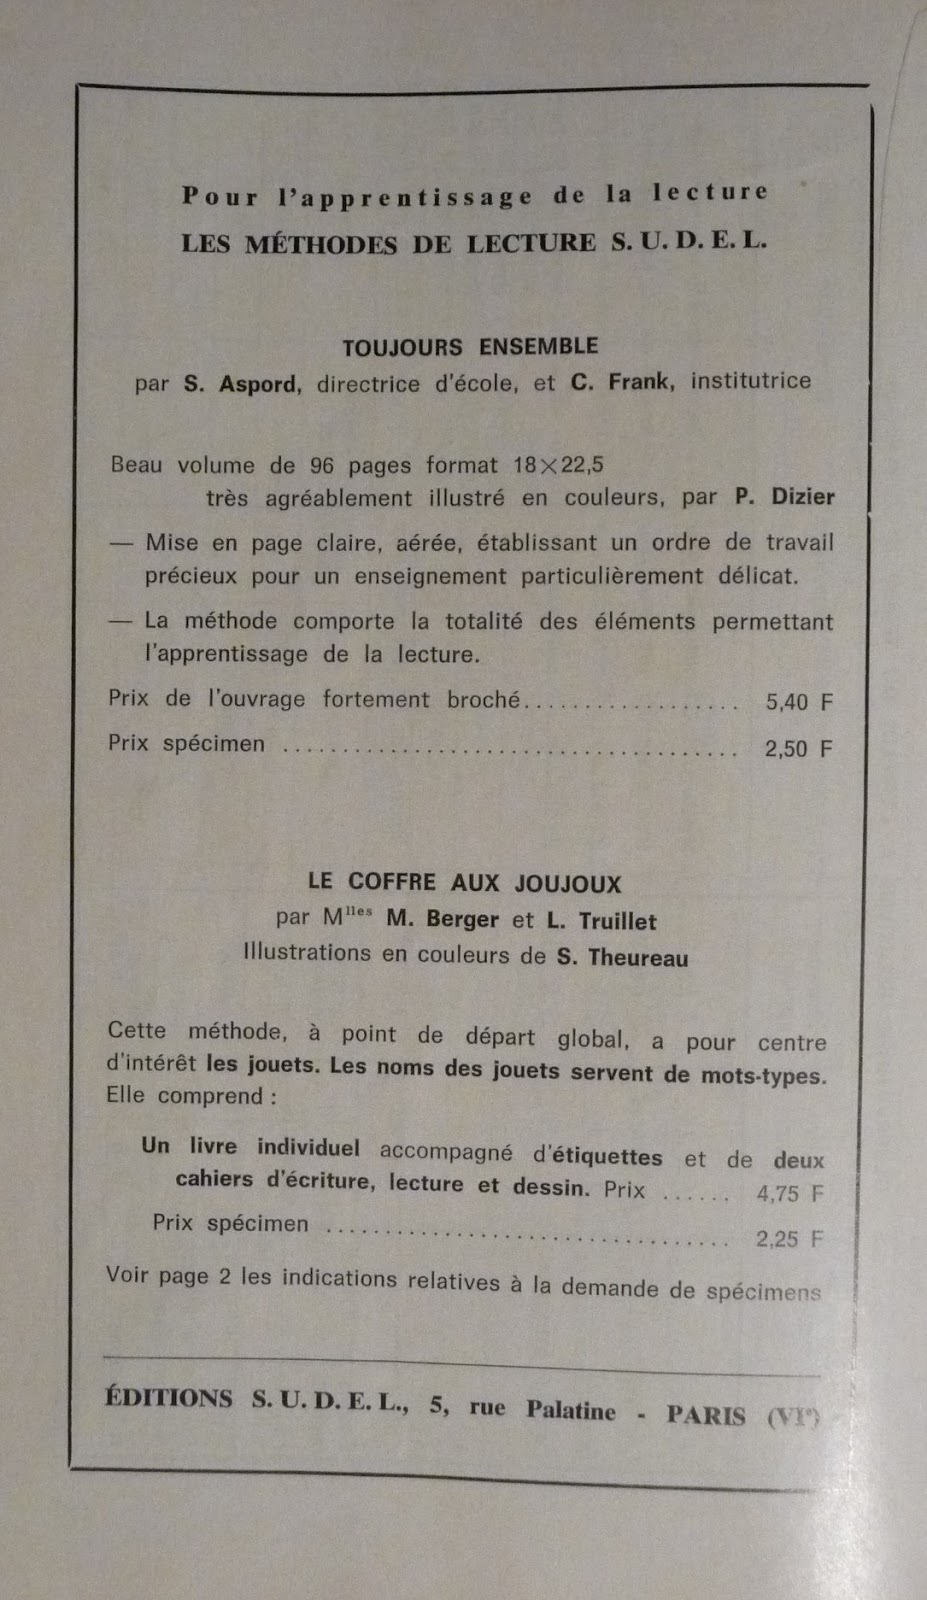 Pour l'apprentissage de la lecture
LES MÉTHODES DE LECTURE S. U. D. E. L.
TOUJOURS ENSEMBLE
par S. Aspord, directrice d'école, et C. Frank, institutrice
Beau volume de 96 pages format 18×22,5
très agréablement illustré en couleurs, par P. Dizier
— Mise en page claire, aérée, établissant un ordre de travail
précieux pour un enseignement particulièrement délicat.
— La méthode comporte la totalité des éléments permettant
l'apprentissage de la lecture.
Prix de l'ouvrage fortement broché.................. 5,40 F
Prix spécimen ...................................... 2,50 F
LE COFFRE AUX JOUJOUX
par Mlles M. Berger et L. Truillet
Illustrations en couleurs de S. Theureau
Cette méthode, à point de départ global, a pour centre
d'intérêt les jouets. Les noms des jouets servent de mots-types.
Elle comprend :
Un livre individuel accompagné d'étiquettes et de deux
cahiers d'écriture, lecture et dessin. Prix ...... 4,75 F
Prix spécimen .................................. 2,25 F
Voir page 2 les indications relatives à la demande de spécimens
ÉDITIONS S. U. D. E. L., 5, rue Palatine - PARIS (VIe)